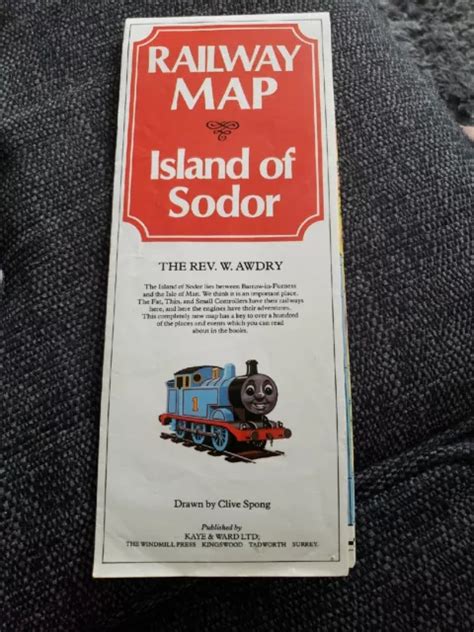 RAILWAY
MAP
Island of
Sodor
THE REV. W. AWDRY
The Island of Sodor lies between Barrow-in-Furness
and the Isle of Man. We think it is an important place.
The Fat, Thin, and Small Controllers have their railways
here, and here the engines have their adventures.
This completely new map has a key to over a hundred
of the places and events which you can read
about in the books.
1
Drawn by Clive Spong
Published by
KAYE & WARD LTD;
THE WINDMILL PRESS KINGSWOOD TADWORTH SURREY.